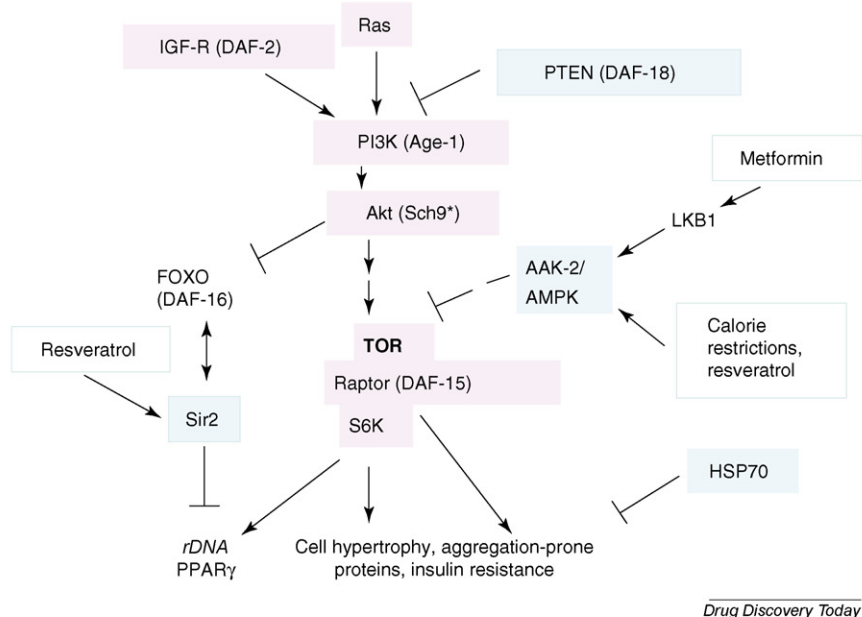 Ras
IGF-R (DAF-2)
PTEN (DAF-18)
PI3K (Age-1)
Metformin
Akt (Sch9*)
LKB1
FOXO
(DAF-16)
AAK-2/
AMPK
Resveratrol
TOR
Calorie
restrictions,
resveratrol
Raptor (DAF-15)
Sir2
S6K
HSP70
rDNA
PPARγ
Cell hypertrophy, aggregation-prone
proteins, insulin resistance
Drug Discovery Today